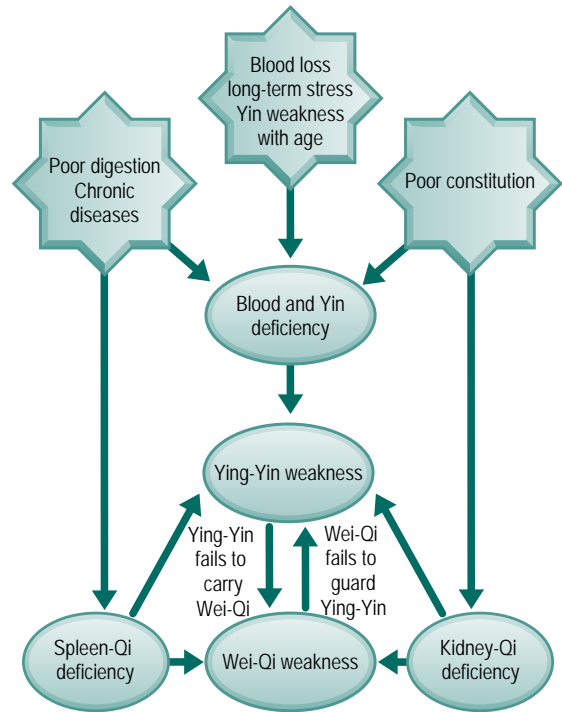 Blood loss
long-term stress
Yin weakness
with age
Poor digestion
Chronic
diseases
Poor constitution
Blood and Yin
deficiency
Ying-Yin weakness
Ying-Yin
fails to
carry
Wei-Qi
Wei-Qi
fails to
guard
Ying-Yin
Spleen-Qi
deficiency
Wei-Qi weakness
Kidney-Qi
deficiency